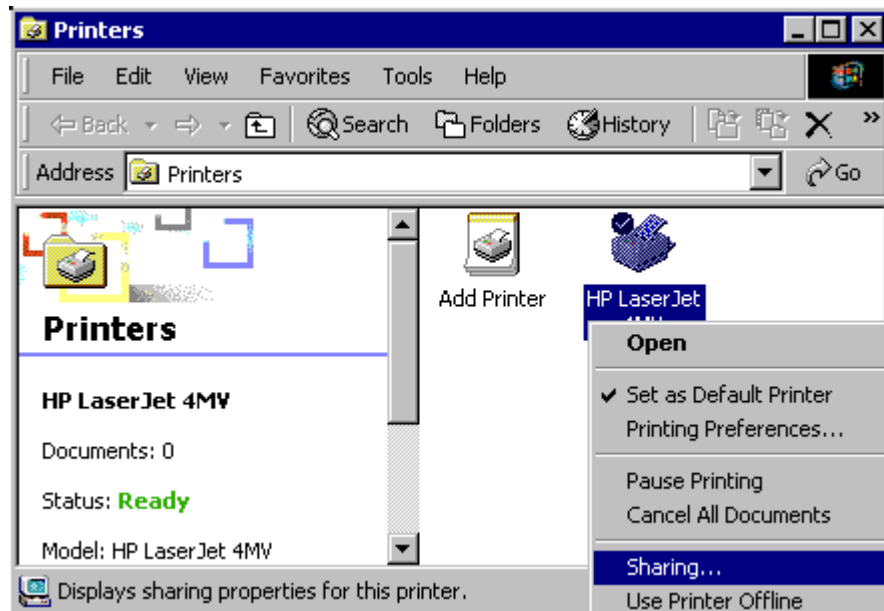 Printers
File Edit View Favorites Tools Help
Back Search Folders History »
Address Printers Go
Add Printer
HP LaserJet
4MV
Printers
HP LaserJet 4MV
Documents: 0
Status: Ready
Model: HP LaserJet 4MV
Open
Set as Default Printer
Printing Preferences...
Pause Printing
Cancel All Documents
Sharing...
Use Printer Offline
Displays sharing properties for this printer.